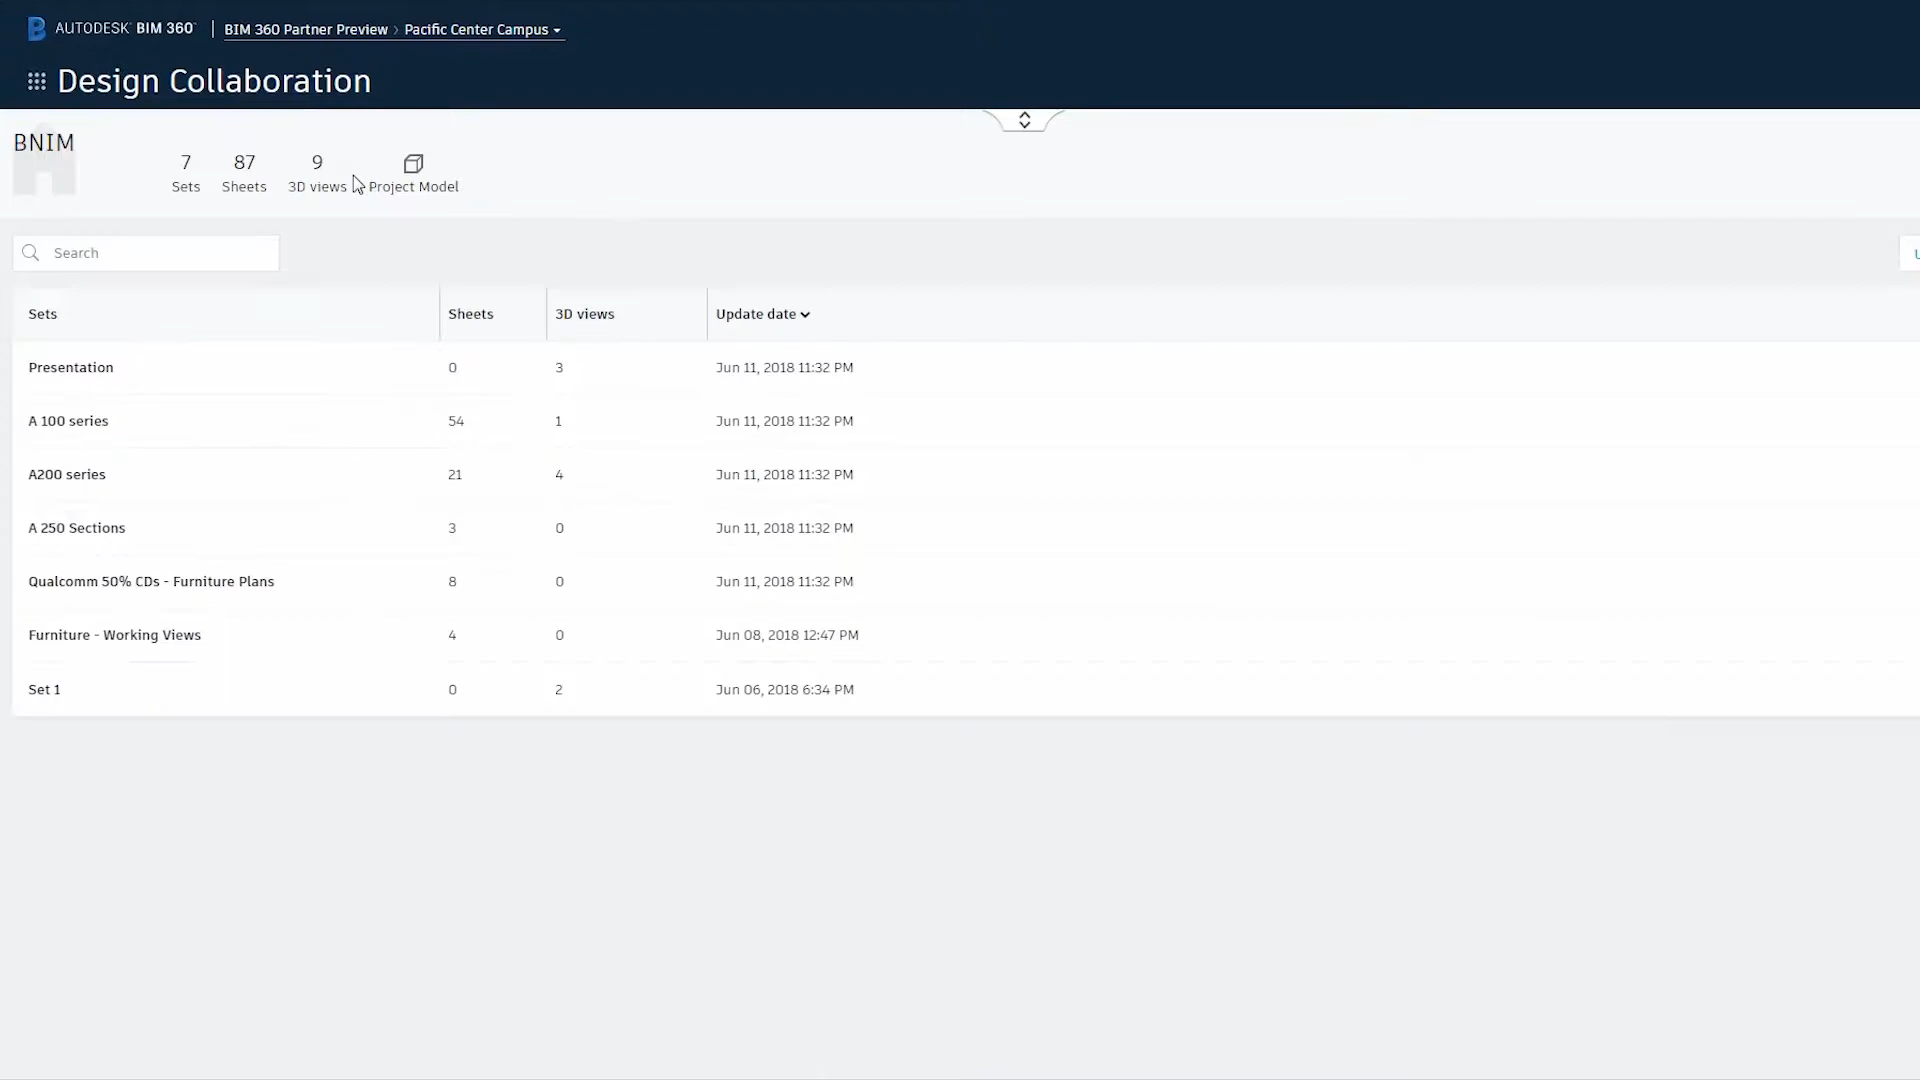 AUTODESK BIM 360 BIM 360 Partner Preview › Pacific Center Campus
Design Collaboration
BNIM
7 87 9
Sets Sheets 3D views Project Model
Search
Sets Sheets 3D views Update date
Presentation 0 3 Jun 11, 2018 11:32 PM
A 100 series 54 1 Jun 11, 2018 11:32 PM
A200 series 21 4 Jun 11, 2018 11:32 PM
A 250 Sections 3 0 Jun 11, 2018 11:32 PM
Qualcomm 50% CDs - Furniture Plans 8 0 Jun 11, 2018 11:32 PM
Furniture - Working Views 4 0 Jun 08, 2018 12:47 PM
Set 1 0 2 Jun 06, 2018 6:34 PM